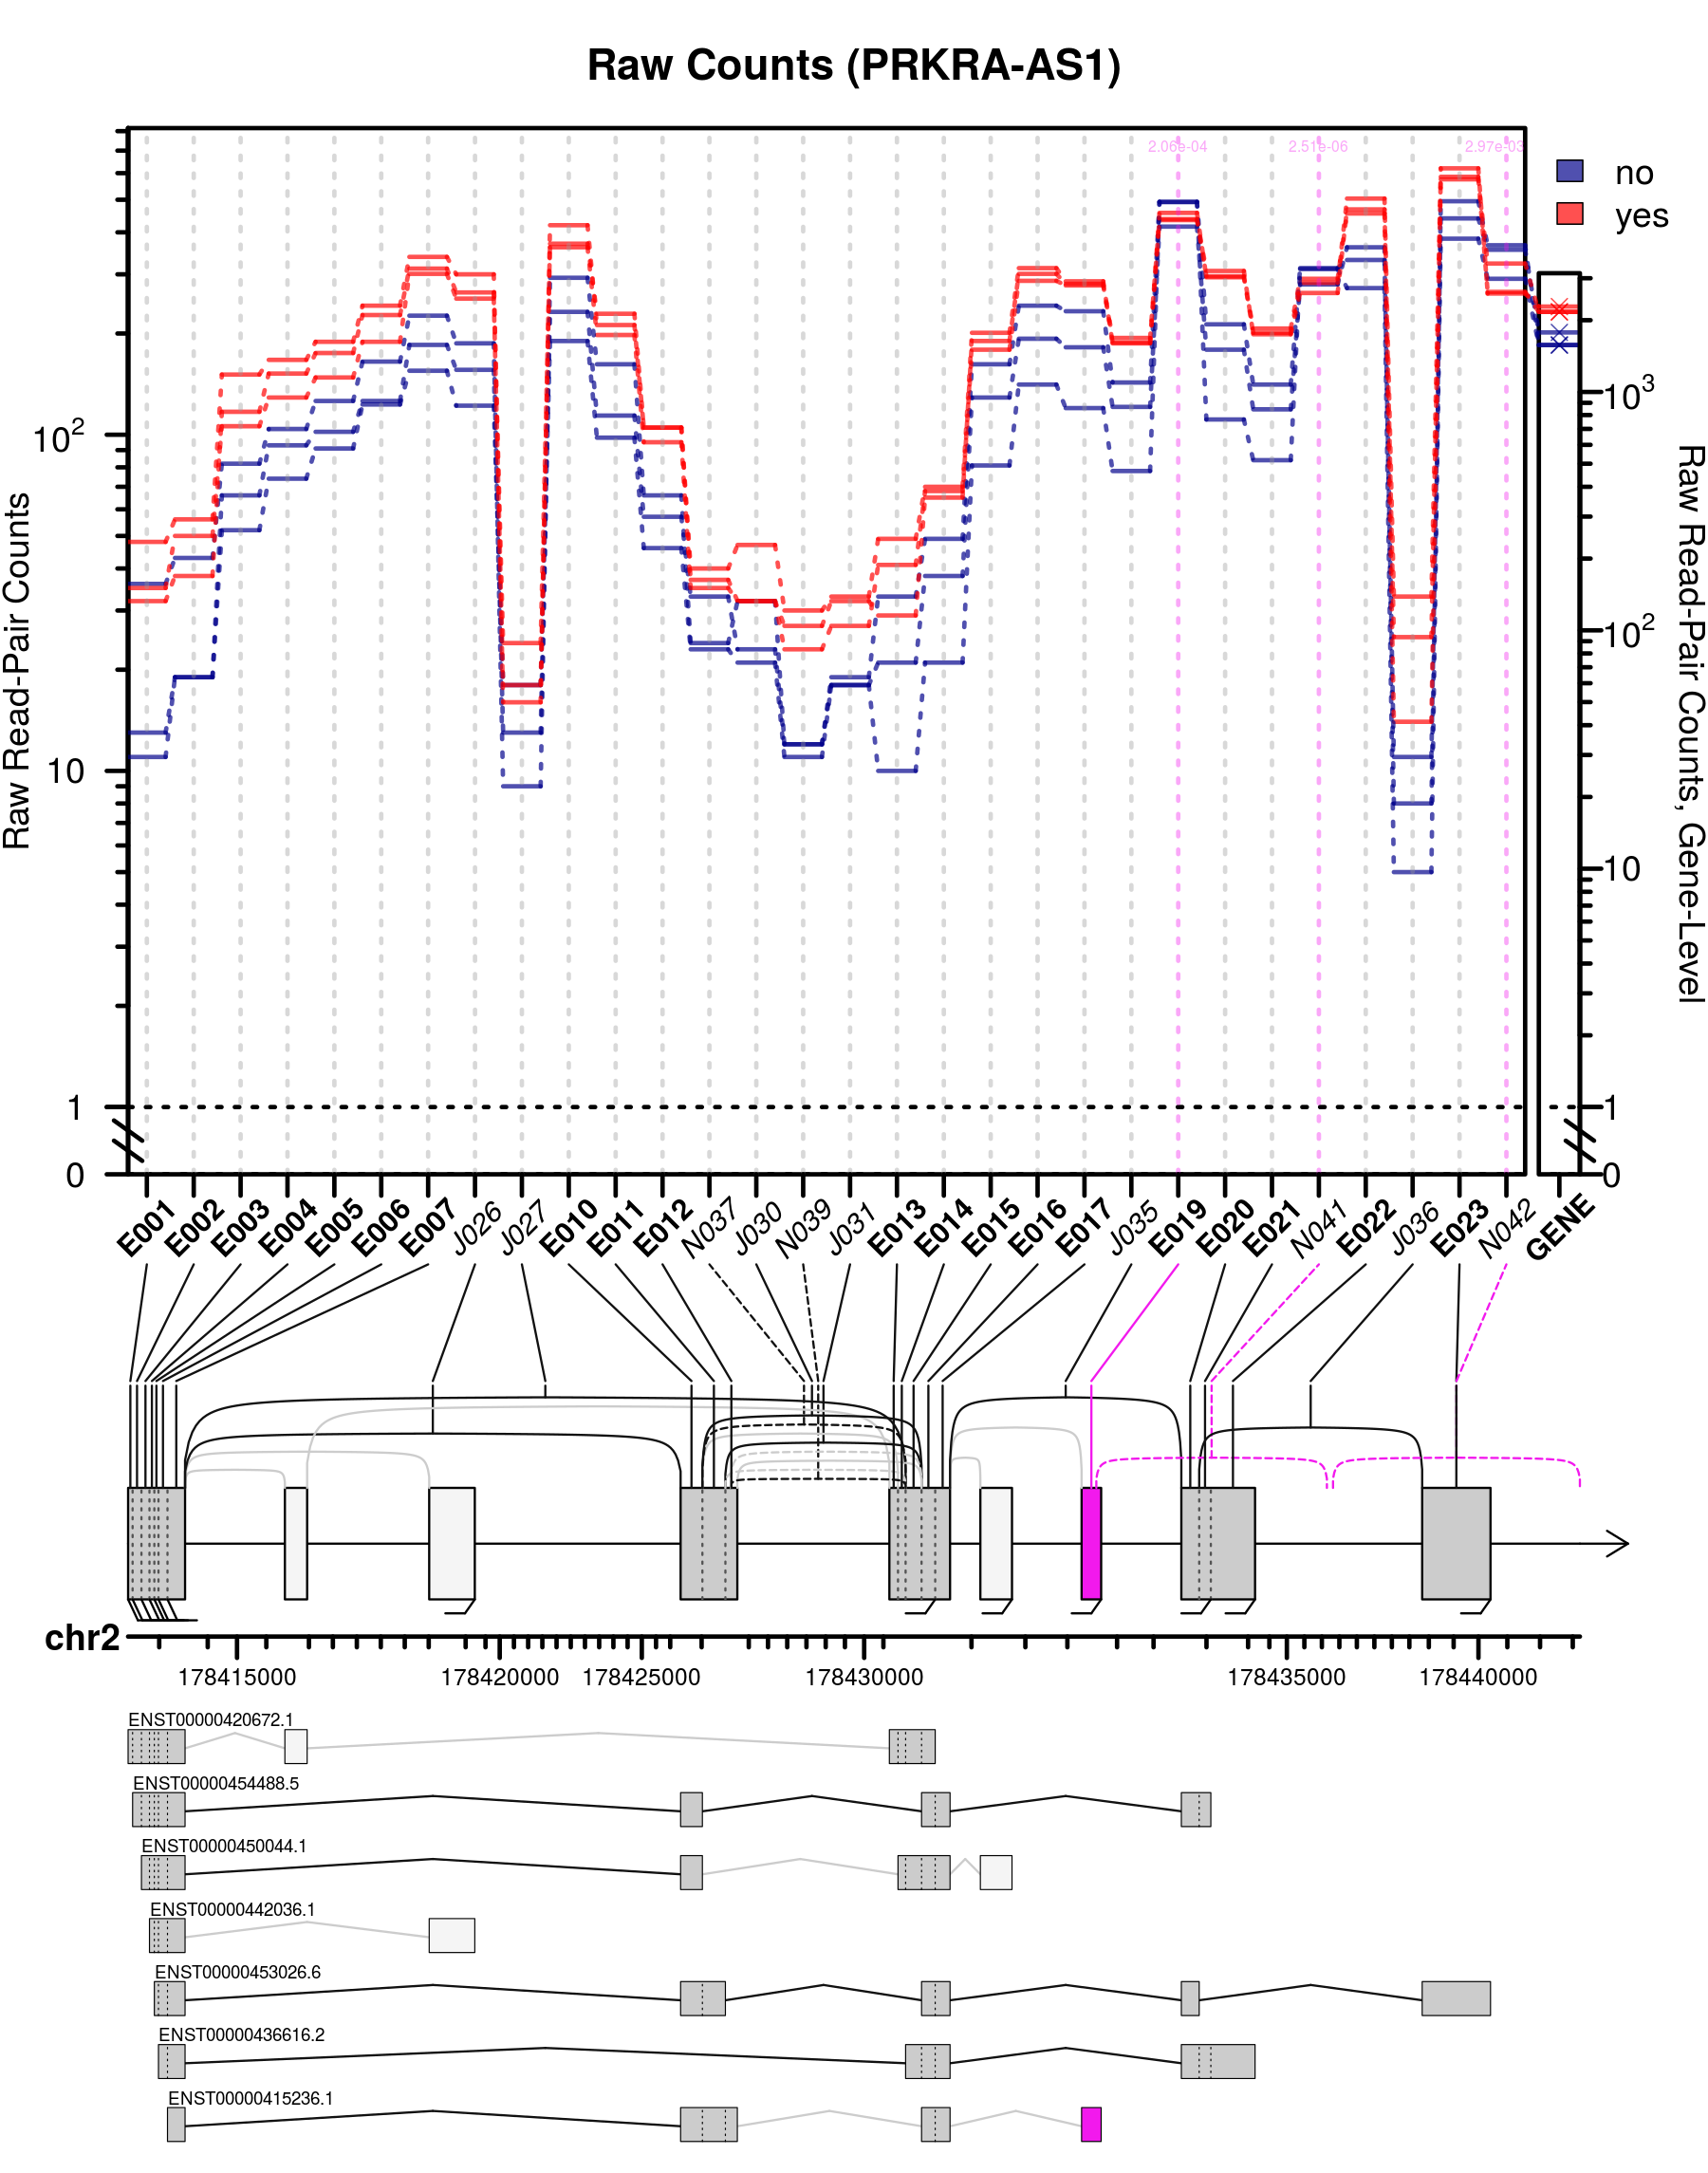 Raw Counts (PRKRA-AS1)
2.06e-04 2.51e-06 2.97e-03
no
yes
Raw Read-Pair Counts
10²
10
1
0
10³
10²
10
1
0
Raw Read-Pair Counts, Gene-Level
E001 E002 E003 E004 E005 E006 E007 J026 J027 E010 E011 E012 N037 J030 N039 J031 E013 E014 E015 E016 E017 J035 E019 E020 E021 N041 E022 J036 E023 N042 GENE
chr2
178415000 178420000 178425000 178430000 178435000 178440000
ENST00000420672.1
ENST00000454488.5
ENST00000450044.1
ENST00000442036.1
ENST00000453026.6
ENST00000436616.2
ENST00000415236.1